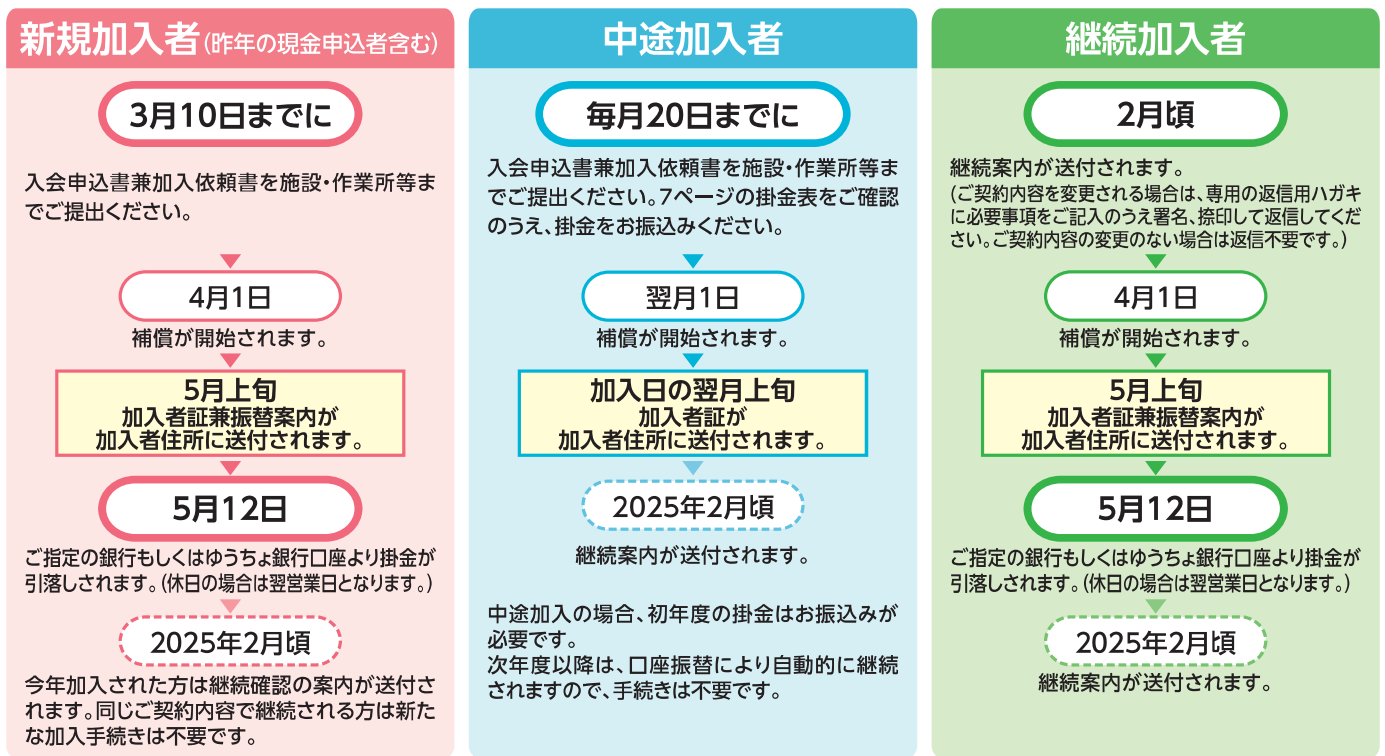 新規加入者(昨年の現金申込者含む)
3月10日までに
入会申込書兼加入依頼書を施設・作業所等ま
でご提出ください。
4月1日
補償が開始されます。
5月上旬
加入者証兼振替案内が
加入者住所に送付されます。
5月12日
ご指定の銀行もしくはゆうちょ銀行口座より掛金が
引落しされます。(休日の場合は翌営業日となります。)
2025年2月頃
今年加入された方は継続確認の案内が送付さ
れます。同じご契約内容で継続される方は新た
な加入手続きは不要です。
中途加入者
毎月20日までに
入会申込書兼加入依頼書を施設・作業所等ま
でご提出ください。7ページの掛金表をご確認
のうえ、掛金をお振込みください。
翌月1日
補償が開始されます。
加入日の翌月上旬
加入者証が
加入者住所に送付されます。
2025年2月頃
継続案内が送付されます。
中途加入の場合、初年度の掛金はお振込みが
必要です。
次年度以降は、口座振替により自動的に継続
されますので、手続きは不要です。
継続加入者
2月頃
継続案内が送付されます。
(ご契約内容を変更される場合は、専用の返信用ハガキ
に必要事項をご記入のうえ署名、捺印して返信してくだ
さい。ご契約内容の変更のない場合は返信不要です。)
4月1日
補償が開始されます。
5月上旬
加入者証兼振替案内が
加入者住所に送付されます。
5月12日
ご指定の銀行もしくはゆうちょ銀行口座より掛金が
引落しされます。(休日の場合は翌営業日となります。)
2025年2月頃
継続案内が送付されます。